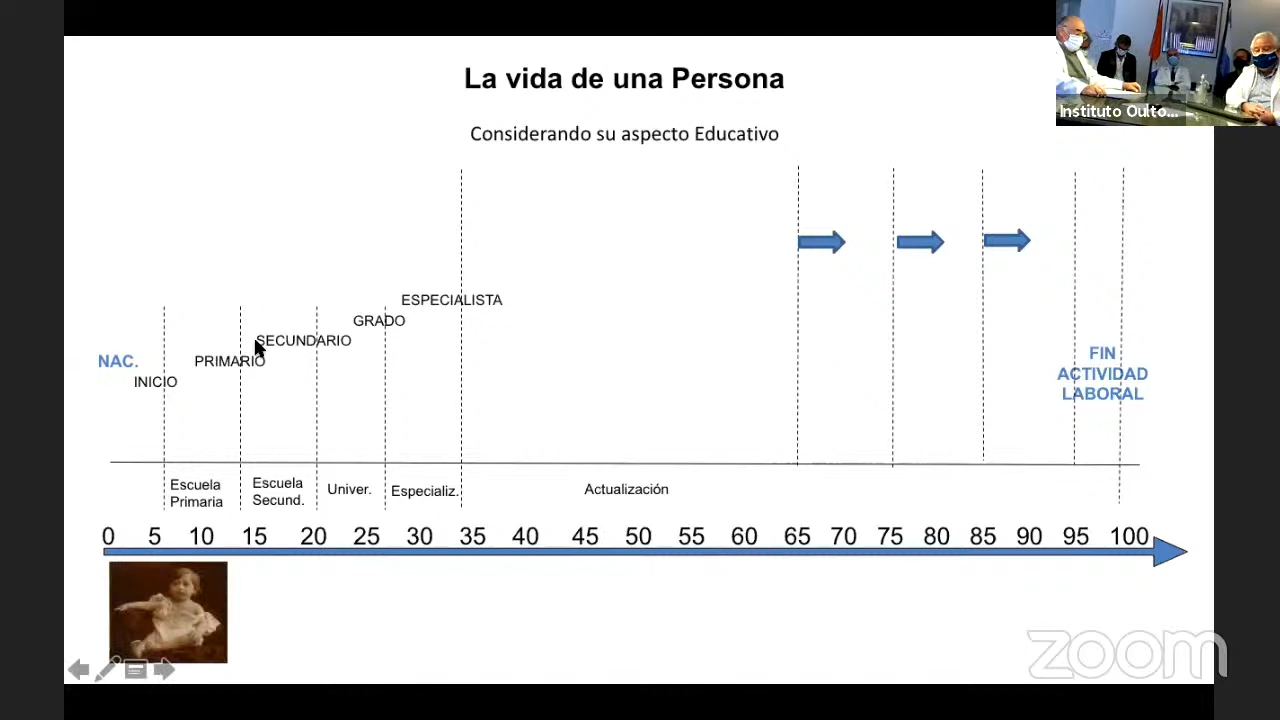 La vida de una Persona
Considerando su aspecto Educativo
Instituto Oulto...
ESPECIALISTA
GRADO
SECUNDARIO
PRIMARIO
NAC.
INICIO
FIN
ACTIVIDAD
LABORAL
Escuela
Primaria
Escuela
Secund.
Univer.
Especializ.
Actualización
0 5 10 15 20 25 30 35 40 45 50 55 60 65 70 75 80 85 90 95 100
zoom